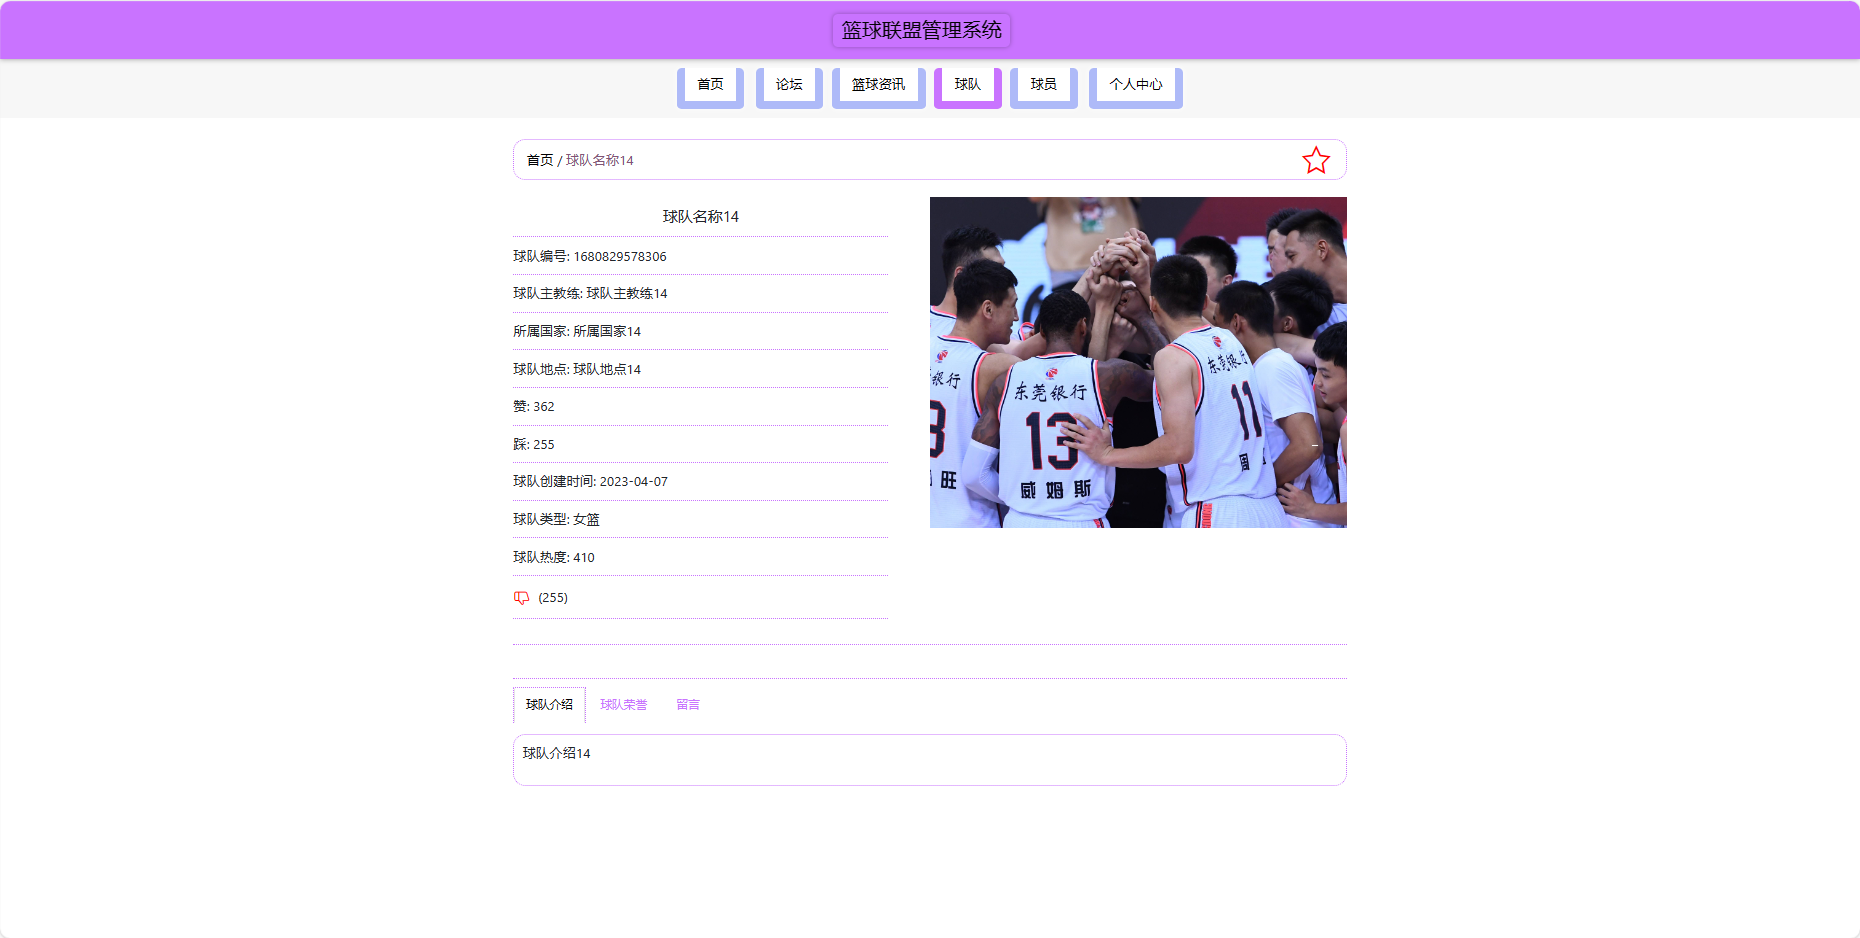 篮球联盟管理系统
首页 论坛 篮球资讯 球队 球员 个人中心
首页 / 球队名称14
球队名称14
球队编号: 1680829578306
球队主教练: 球队主教练14
所属国家: 所属国家14
球队地点: 球队地点14
赞: 362
踩: 255
球队创建时间: 2023-04-07
球队类型: 女篮
球队热度: 410
(255)
银行
东莞银行
东莞银行
3
13
11
旺
威姆斯
周
球队介绍 球队荣誉 留言
球队介绍14